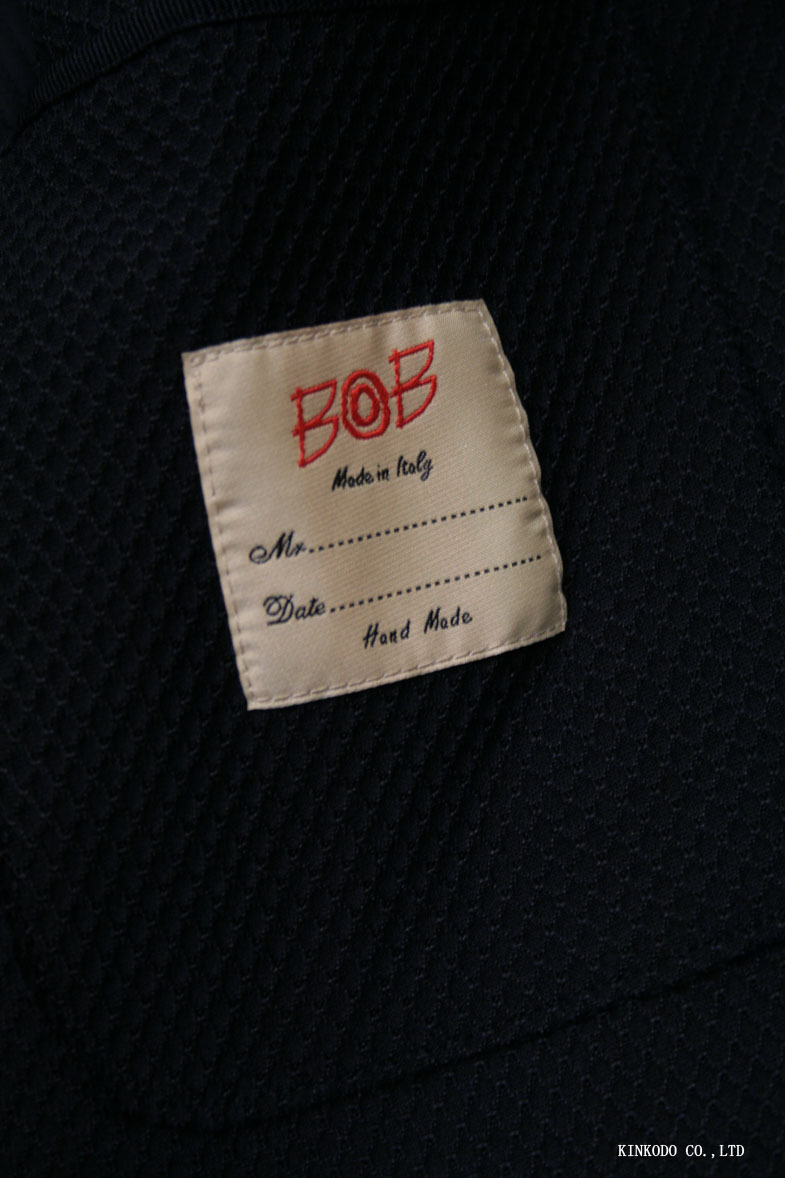 BOB
Made in Italy
Mr.................................
Date.................................
Hand Made
KINKODO CO.,LTD